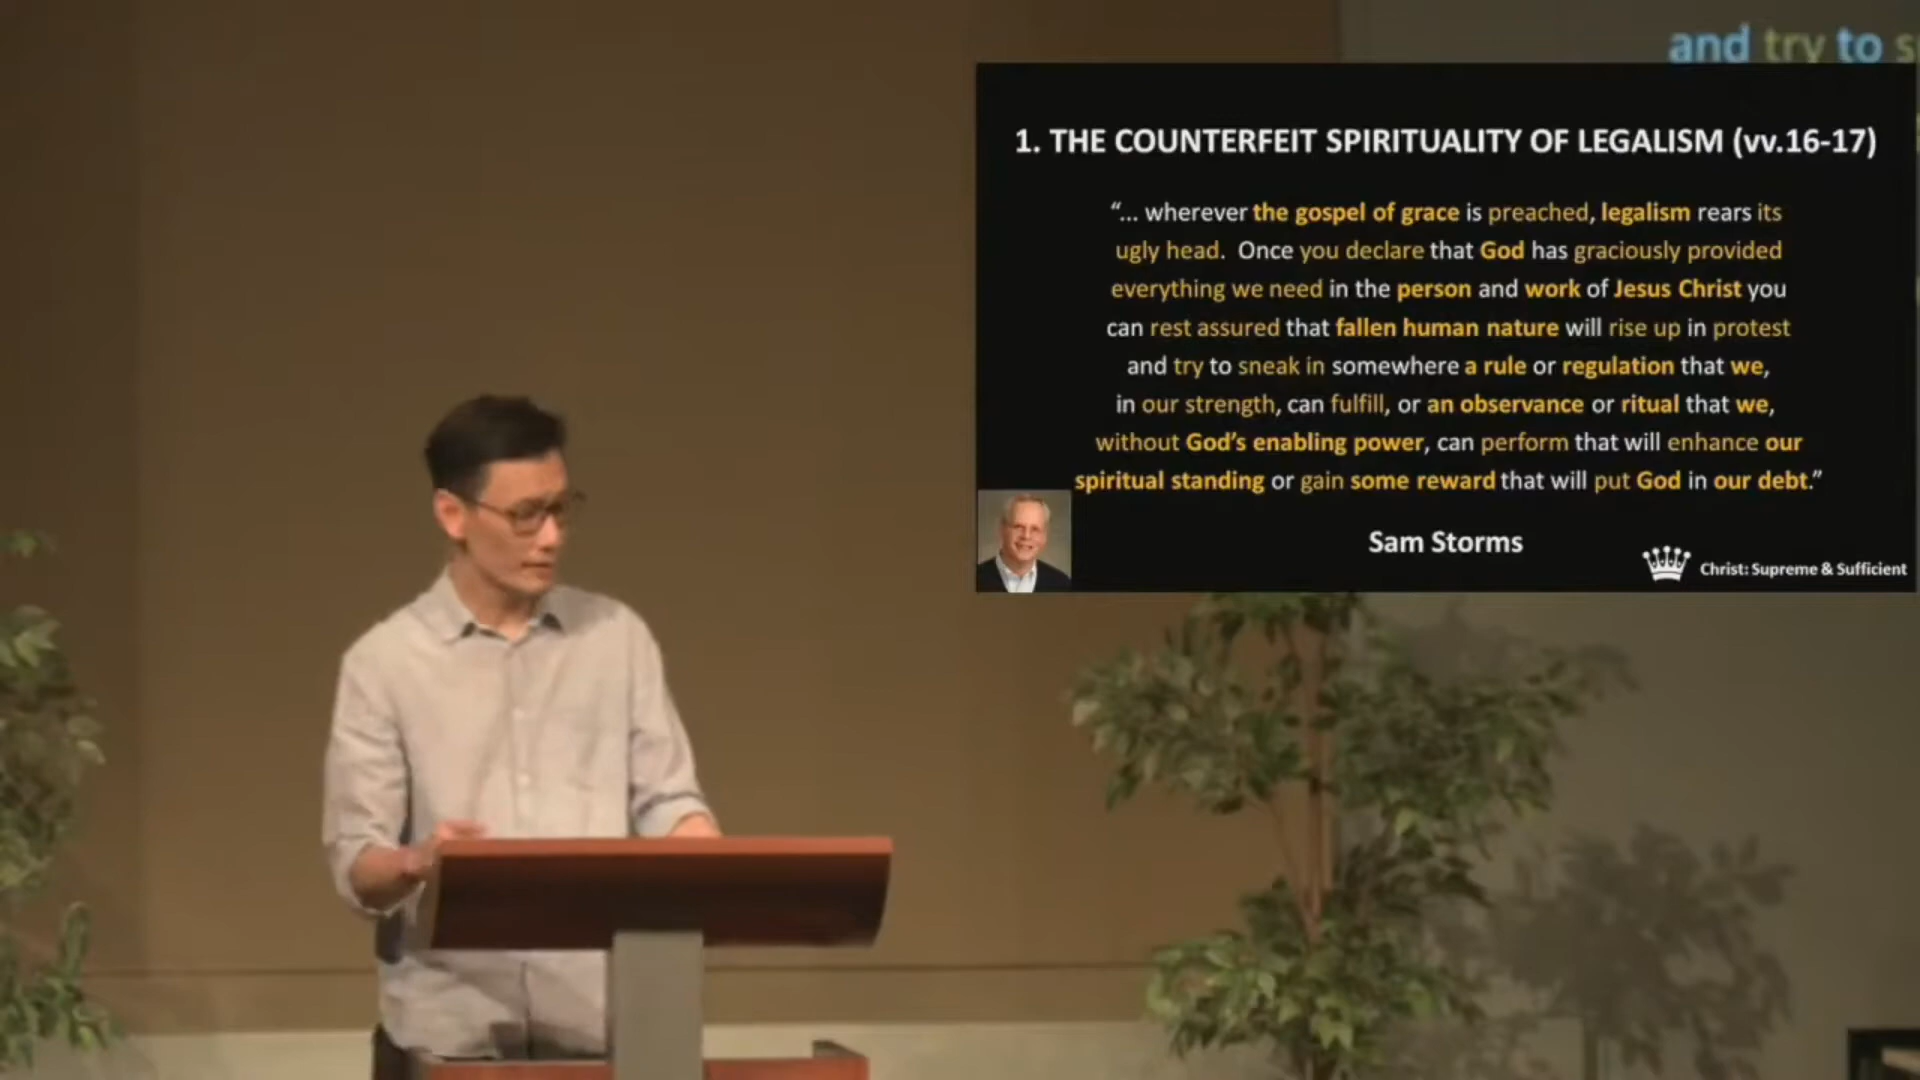 and try to s
1. THE COUNTERFEIT SPIRITUALITY OF LEGALISM (vv.16-17)
“... wherever the gospel of grace is preached, legalism rears its
ugly head. Once you declare that God has graciously provided
everything we need in the person and work of Jesus Christ you
can rest assured that fallen human nature will rise up in protest
and try to sneak in somewhere a rule or regulation that we,
in our strength, can fulfill, or an observance or ritual that we,
without God’s enabling power, can perform that will enhance our
spiritual standing or gain some reward that will put God in our debt.”
Sam Storms
Christ: Supreme & Sufficient